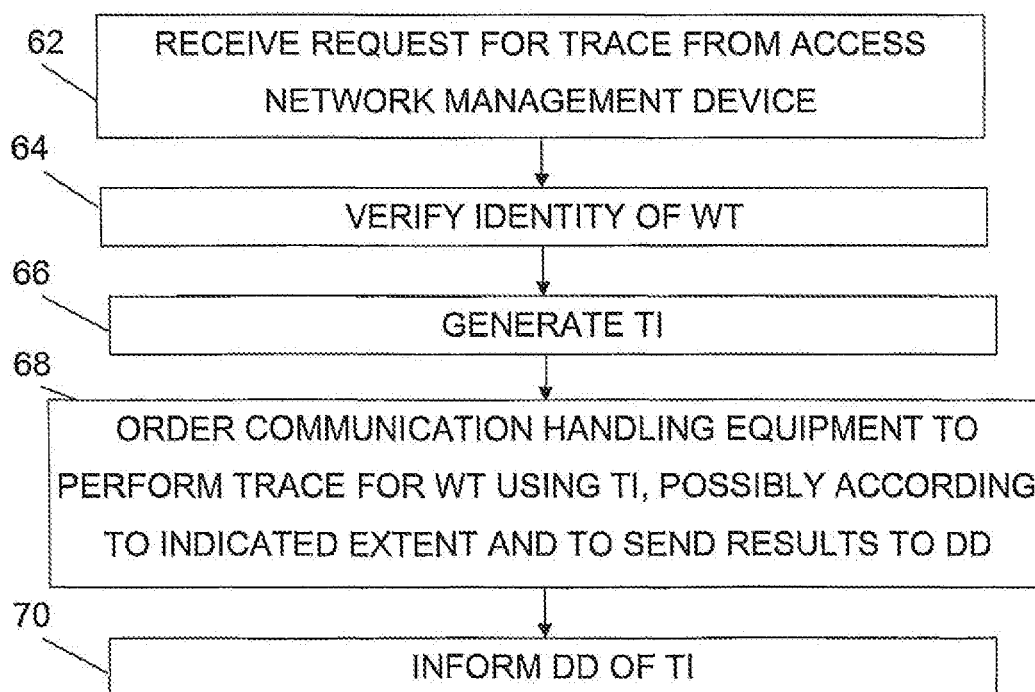 62
RECEIVE REQUEST FOR TRACE FROM ACCESS
NETWORK MANAGEMENT DEVICE
64
VERIFY IDENTITY OF WT
66
GENERATE TI
68
ORDER COMMUNICATION HANDLING EQUIPMENT TO
PERFORM TRACE FOR WT USING TI, POSSIBLY ACCORDING
TO INDICATED EXTENT AND TO SEND RESULTS TO DD
70
INFORM DD OF TI